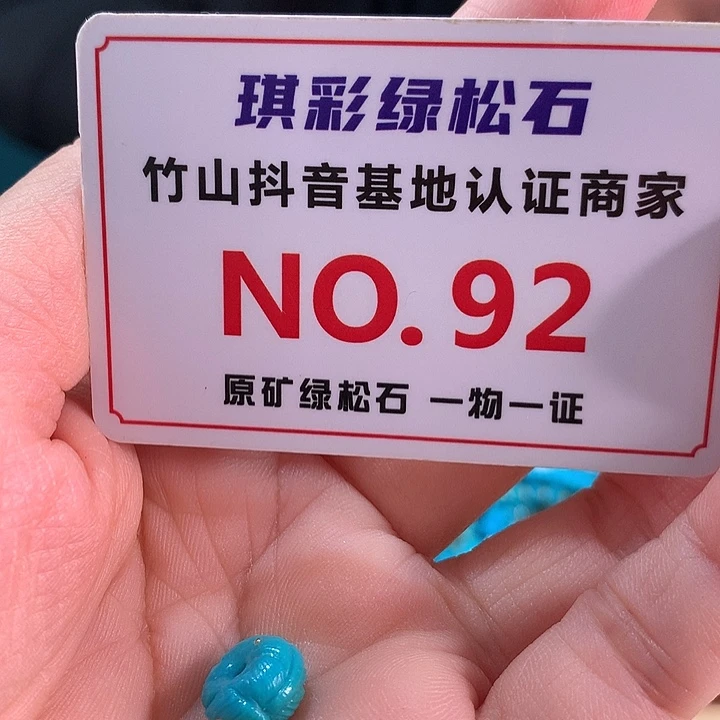 琪彩绿松石
竹山抖音基地认证商家
NO.92
原矿绿松石 一物一证